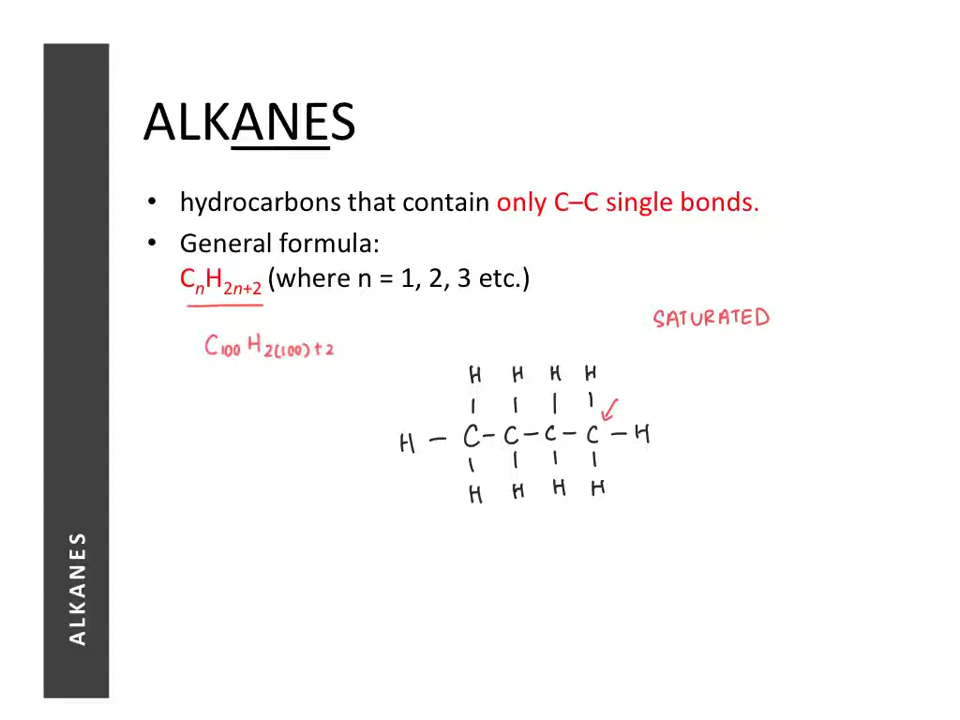 ALKANES
• hydrocarbons that contain only C–C single bonds.
• General formula:
CnH2n+2 (where n = 1, 2, 3 etc.)
SATURATED
C100 H2(100)+2
H H H H
H – C – C – C – C – H
H H H H
ALKANES